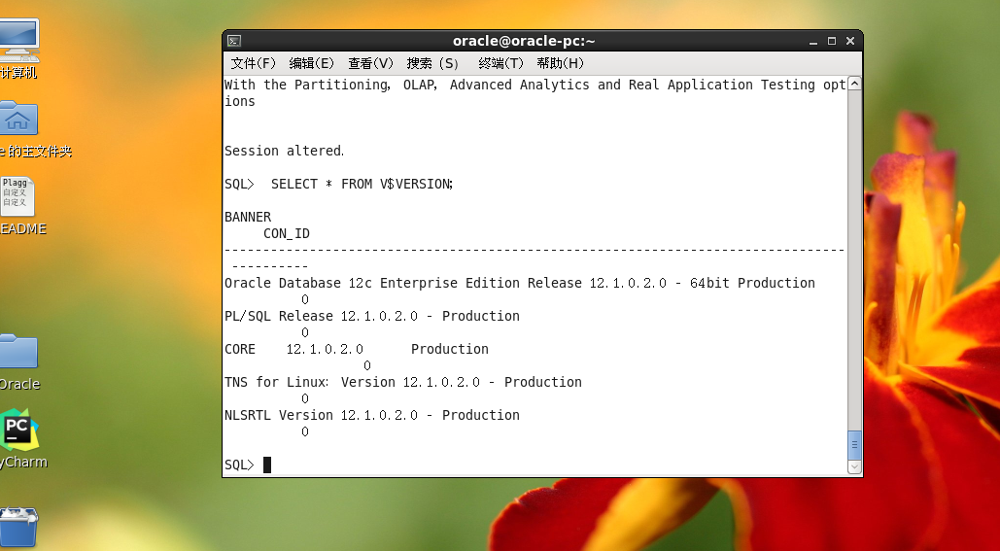 oracle@oracle-pc:~
文件(F) 编辑(E) 查看(V) 搜索 (S) 终端(T) 帮助(H)
With the Partitioning, OLAP, Advanced Analytics and Real Application Testing opt
ions
Session altered.
SQL> SELECT * FROM V$VERSION;
BANNER
CON_ID
--------------------------------------------------------------------------------
----------
Oracle Database 12c Enterprise Edition Release 12.1.0.2.0 - 64bit Production
0
PL/SQL Release 12.1.0.2.0 - Production
0
CORE 12.1.0.2.0 Production
0
TNS for Linux: Version 12.1.0.2.0 - Production
0
NLSRTL Version 12.1.0.2.0 - Production
0
SQL>
计算机
e 的主文件夹
Plagg
自定义
自定义
EADME
Oracle
PC
yCharm